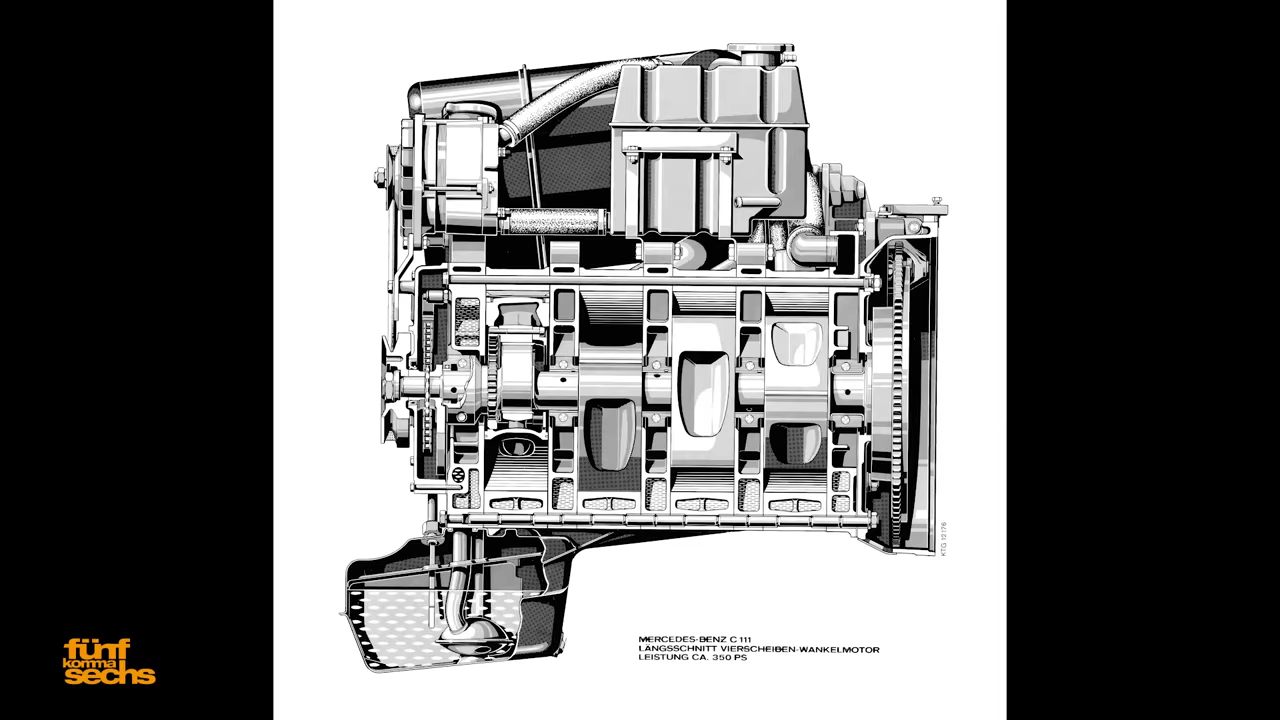 KTG 12176
MERCEDES-BENZ C 111
LÄNGSSCHNITT VIERSCHEIBEN-WANKELMOTOR
LEISTUNG CA. 350 PS
fünf
komma
sechs